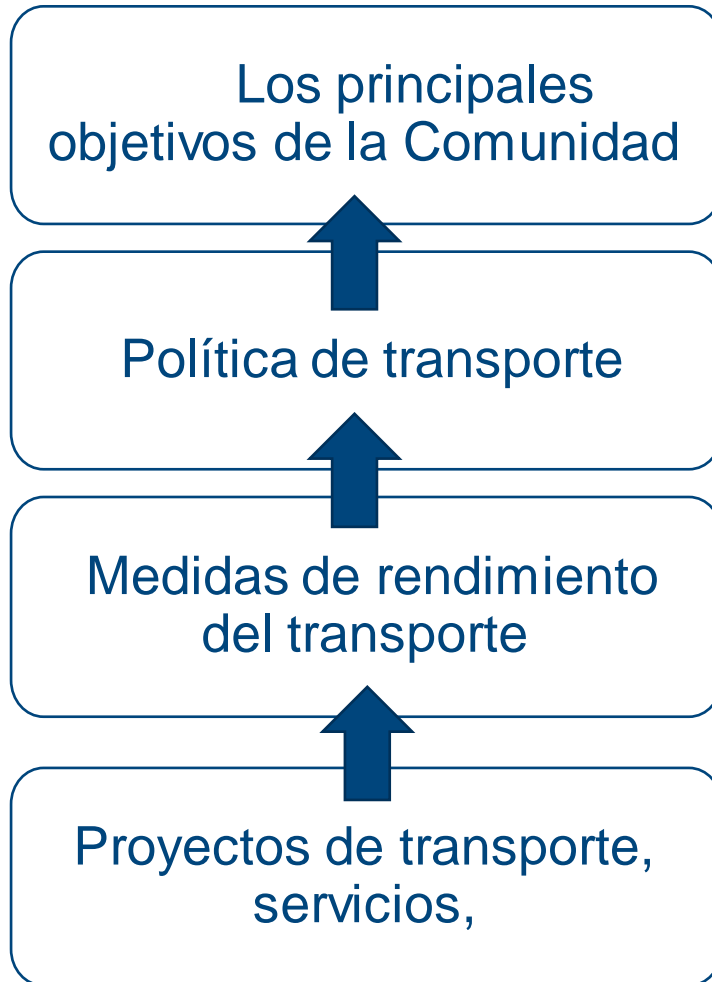 Los principales
objetivos de la Comunidad
Política de transporte
Medidas de rendimiento
del transporte
Proyectos de transporte,
servicios,